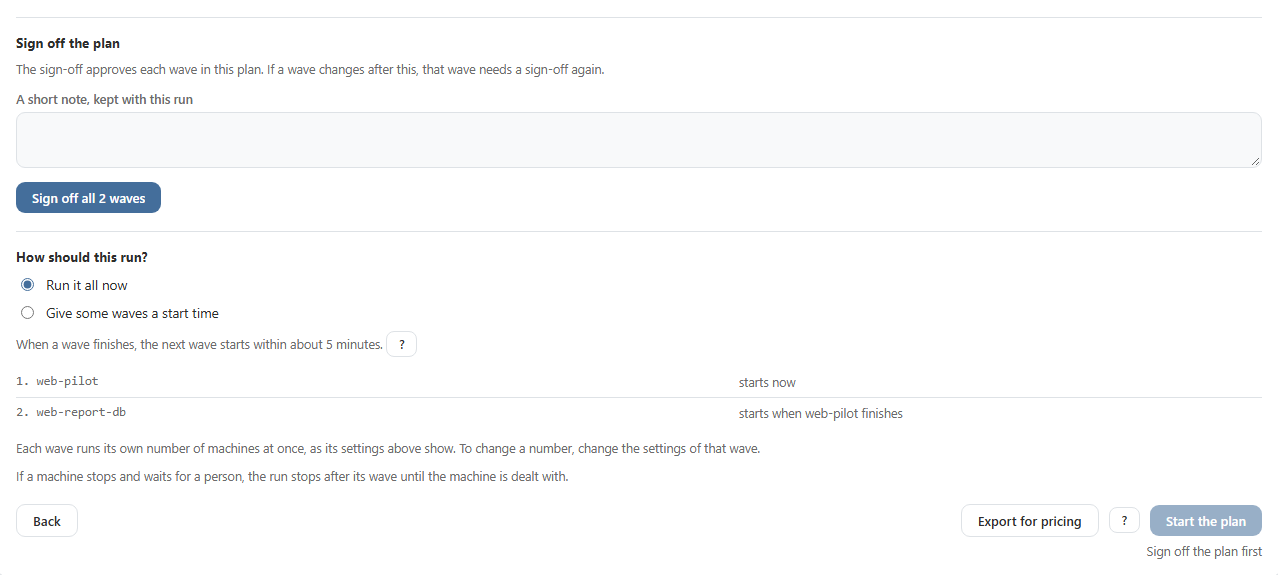 Sign off the plan
The sign-off approves each wave in this plan. If a wave changes after this, that wave needs a sign-off again.
A short note, kept with this run
Sign off all 2 waves
How should this run?
Run it all now
Give some waves a start time
When a wave finishes, the next wave starts within about 5 minutes. ?
1. web-pilot starts now
2. web-report-db starts when web-pilot finishes
Each wave runs its own number of machines at once, as its settings above show. To change a number, change the settings of that wave.
If a machine stops and waits for a person, the run stops after its wave until the machine is dealt with.
Back Export for pricing ? Start the plan
Sign off the plan first